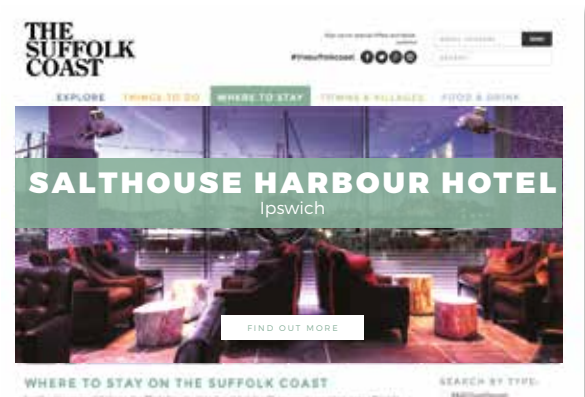 THE
SUFFOLK
COAST
#thesuffolkcoast
EXPLORE THINGS TO DO WHERE TO STAY TOWNS & VILLAGES FOOD & DRINK
SALTHOUSE HARBOUR HOTEL
Ipswich
FIND OUT MORE
WHERE TO STAY ON THE SUFFOLK COAST
SEARCH BY TYPE: